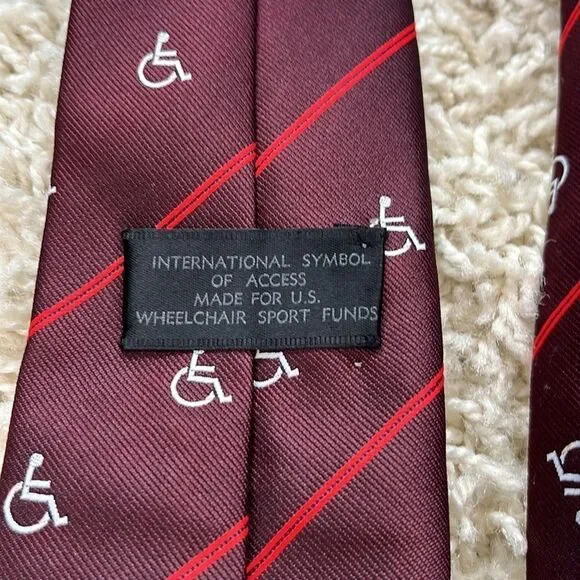 INTERNATIONAL SYMBOL
OF ACCESS
MADE FOR U.S.
WHEELCHAIR SPORT FUNDS